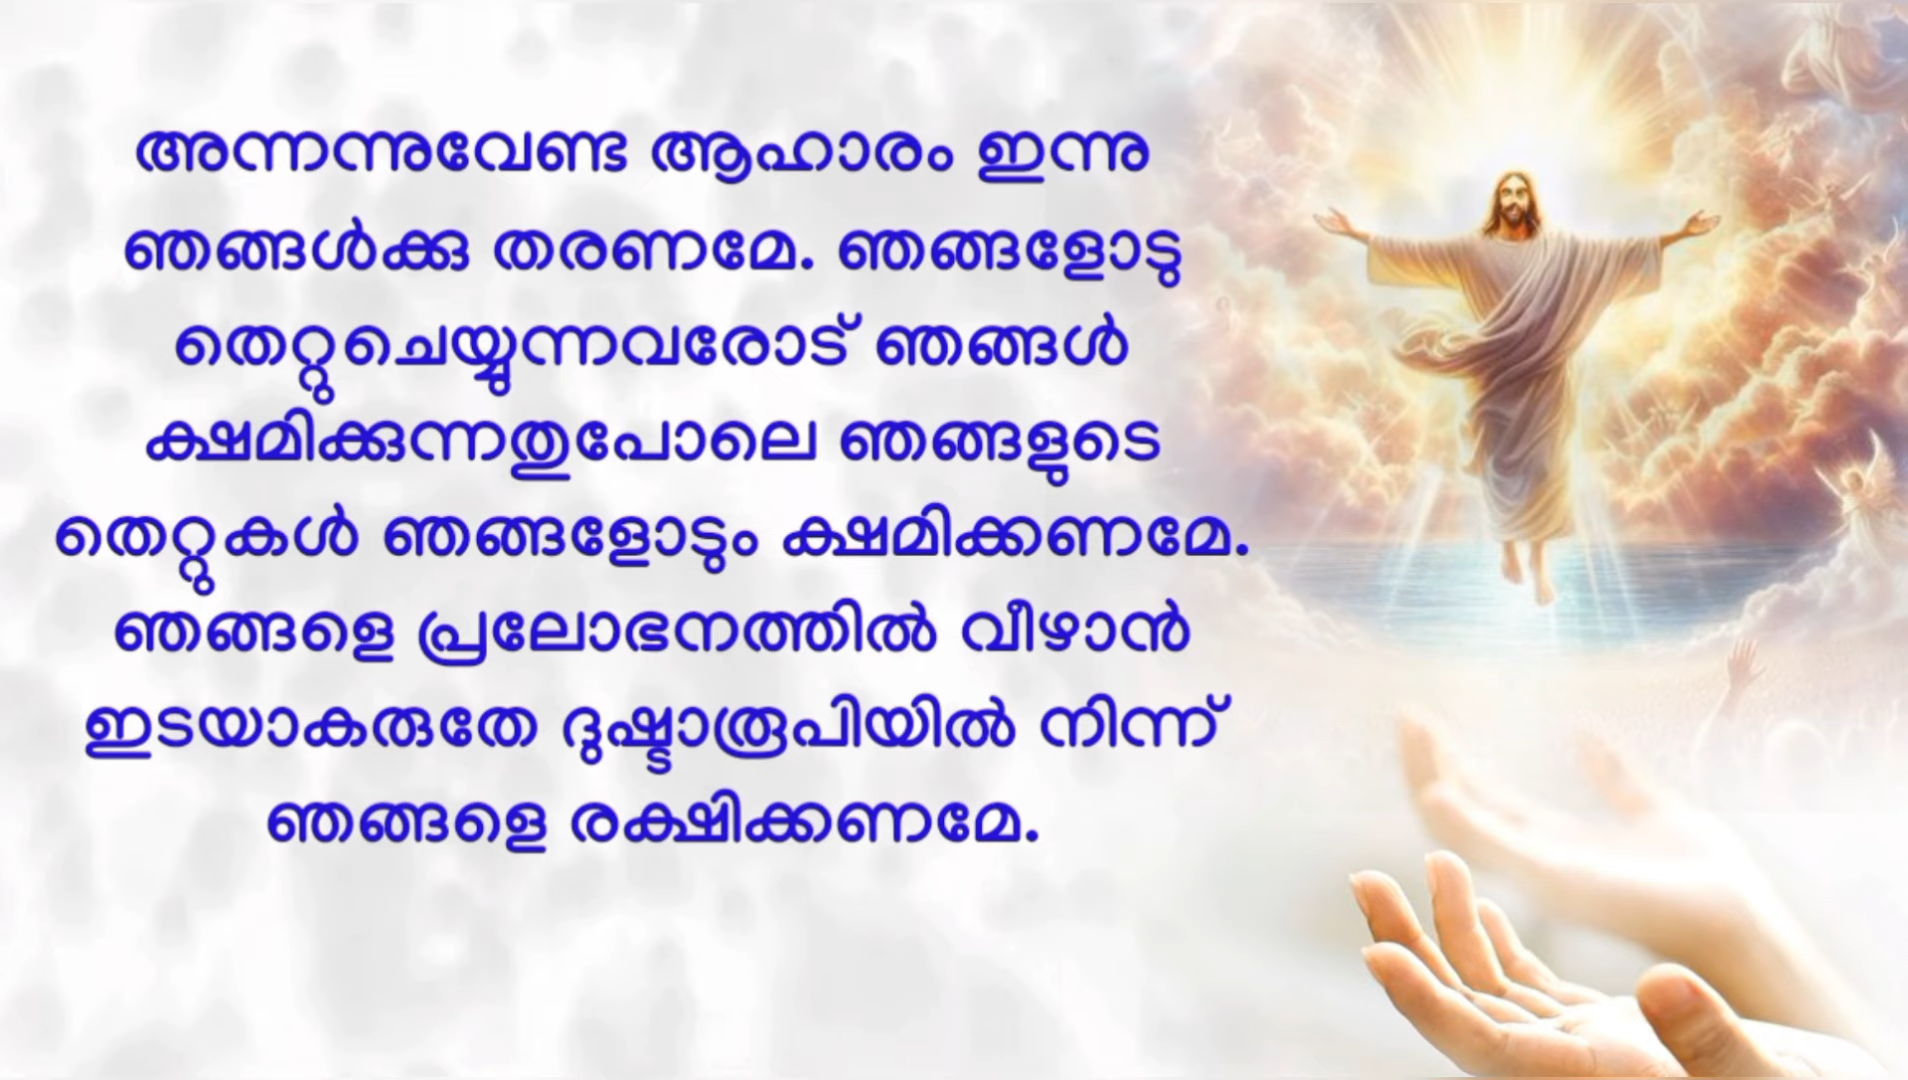 അന്നന്നുവേണ്ട ആഹാരം ഇന്നു
ഞങ്ങൾക്കു തരണമേ. ഞങ്ങളോടു
തെറ്റുചെയ്യുന്നവരോട് ഞങ്ങൾ
ക്ഷമിക്കുന്നതുപോലെ ഞങ്ങളുടെ
തെറ്റുകൾ ഞങ്ങളോടും ക്ഷമിക്കണമേ.
ഞങ്ങളെ പ്രലോഭനത്തിൽ വീഴാൻ
ഇടയാകരുതേ ദുഷ്ടാരൂപിയിൽ നിന്ന്
ഞങ്ങളെ രക്ഷിക്കണമേ.